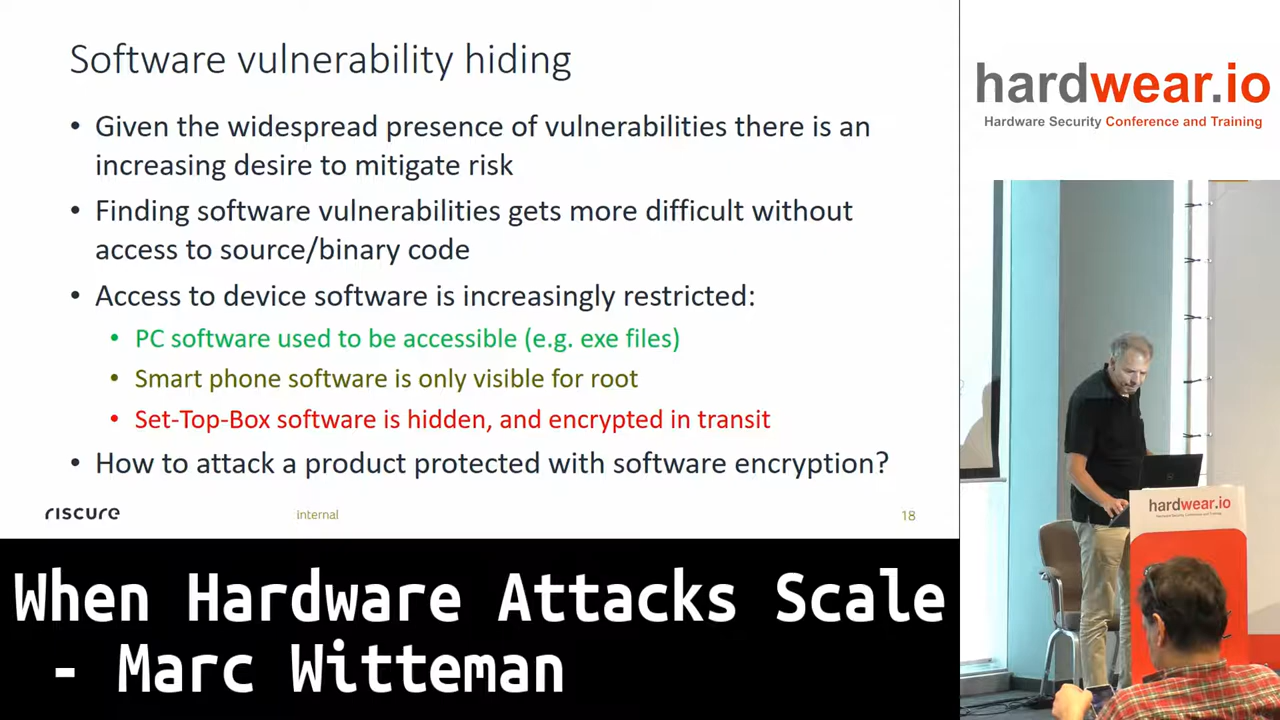 Software vulnerability hiding
• Given the widespread presence of vulnerabilities there is an
increasing desire to mitigate risk
• Finding software vulnerabilities gets more difficult without
access to source/binary code
• Access to device software is increasingly restricted:
• PC software used to be accessible (e.g. exe files)
• Smart phone software is only visible for root
• Set-Top-Box software is hidden, and encrypted in transit
• How to attack a product protected with software encryption?
riscure
internal
18
hardwear.io
Hardware Security Conference and Training
hardwear.io
When Hardware Attacks Scale
- Marc Witteman